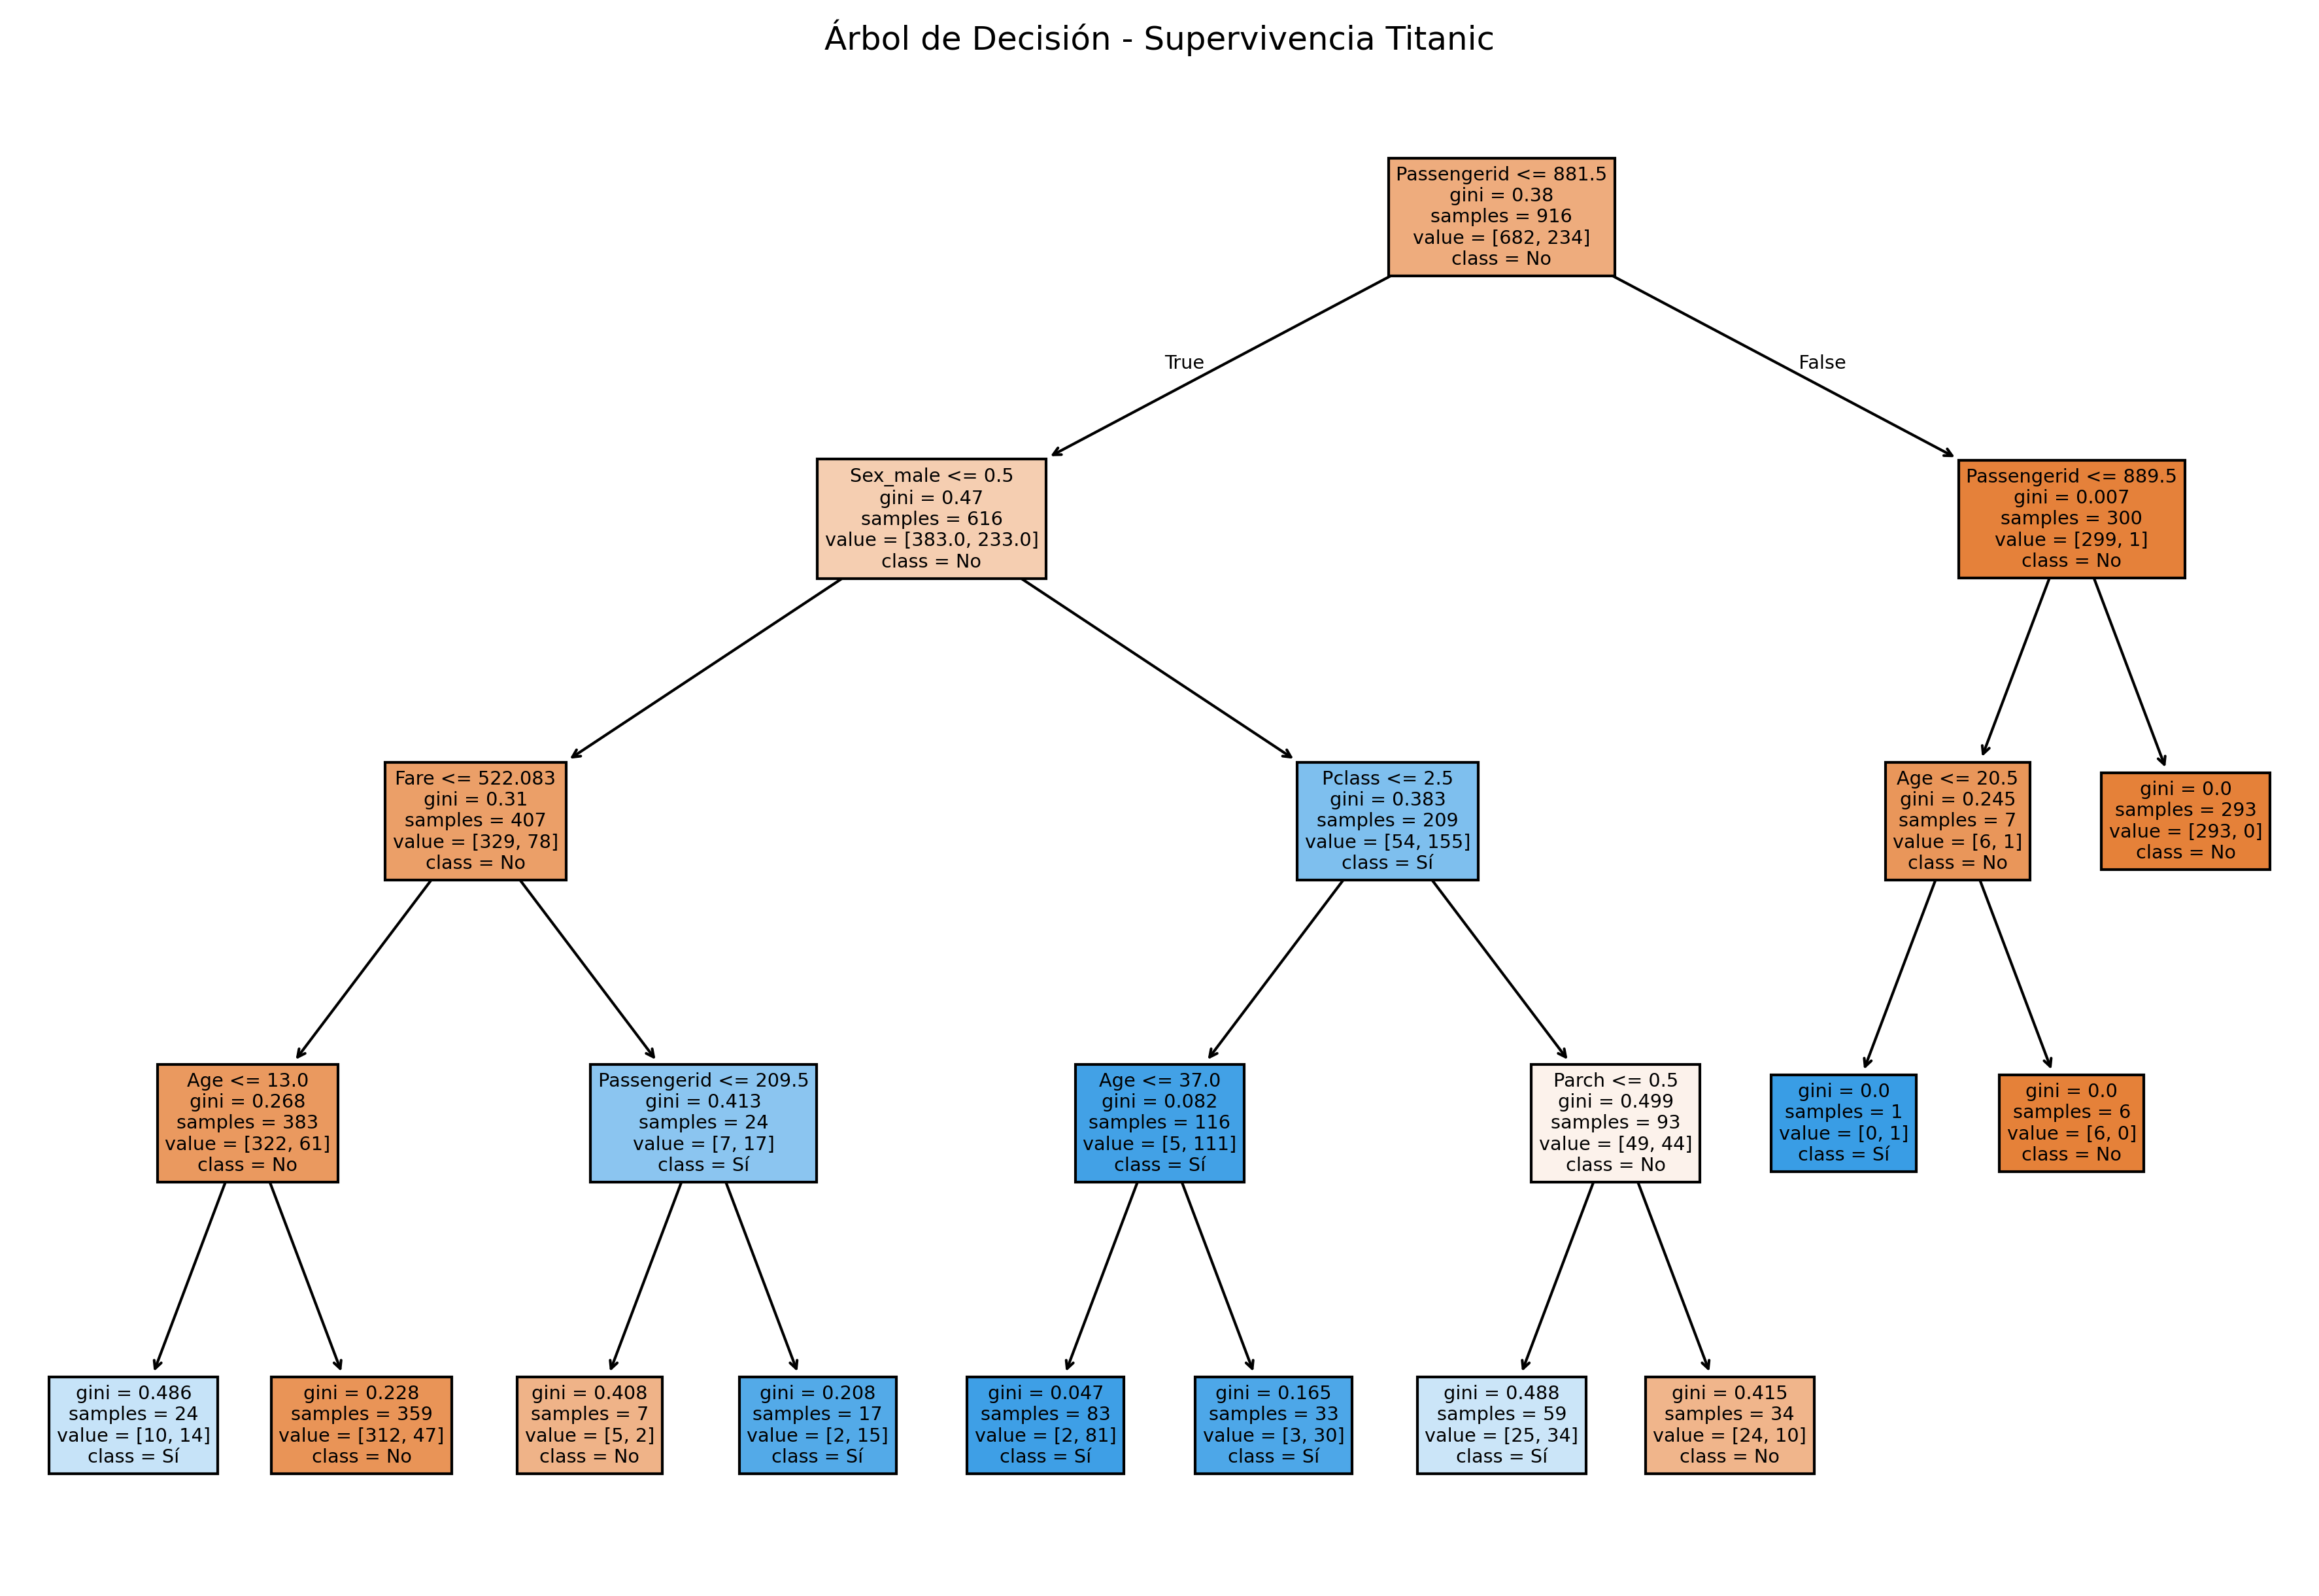 Árbol de Decisión - Supervivencia Titanic
Passengerid <= 881.5
gini = 0.38
samples = 916
value = [682, 234]
class = No
True
False
Sex_male <= 0.5
gini = 0.47
samples = 616
value = [383.0, 233.0]
class = No
Passengerid <= 889.5
gini = 0.007
samples = 300
value = [299, 1]
class = No
Fare <= 522.083
gini = 0.31
samples = 407
value = [329, 78]
class = No
Pclass <= 2.5
gini = 0.383
samples = 209
value = [54, 155]
class = Sí
Age <= 20.5
gini = 0.245
samples = 7
value = [6, 1]
class = No
gini = 0.0
samples = 293
value = [293, 0]
class = No
Age <= 13.0
gini = 0.268
samples = 383
value = [322, 61]
class = No
Passengerid <= 209.5
gini = 0.413
samples = 24
value = [7, 17]
class = Sí
Age <= 37.0
gini = 0.082
samples = 116
value = [5, 111]
class = Sí
Parch <= 0.5
gini = 0.499
samples = 93
value = [49, 44]
class = No
gini = 0.0
samples = 1
value = [0, 1]
class = Sí
gini = 0.0
samples = 6
value = [6, 0]
class = No
gini = 0.486
samples = 24
value = [10, 14]
class = Sí
gini = 0.228
samples = 359
value = [312, 47]
class = No
gini = 0.408
samples = 7
value = [5, 2]
class = No
gini = 0.208
samples = 17
value = [2, 15]
class = Sí
gini = 0.047
samples = 83
value = [2, 81]
class = Sí
gini = 0.165
samples = 33
value = [3, 30]
class = Sí
gini = 0.488
samples = 59
value = [25, 34]
class = Sí
gini = 0.415
samples = 34
value = [24, 10]
class = No